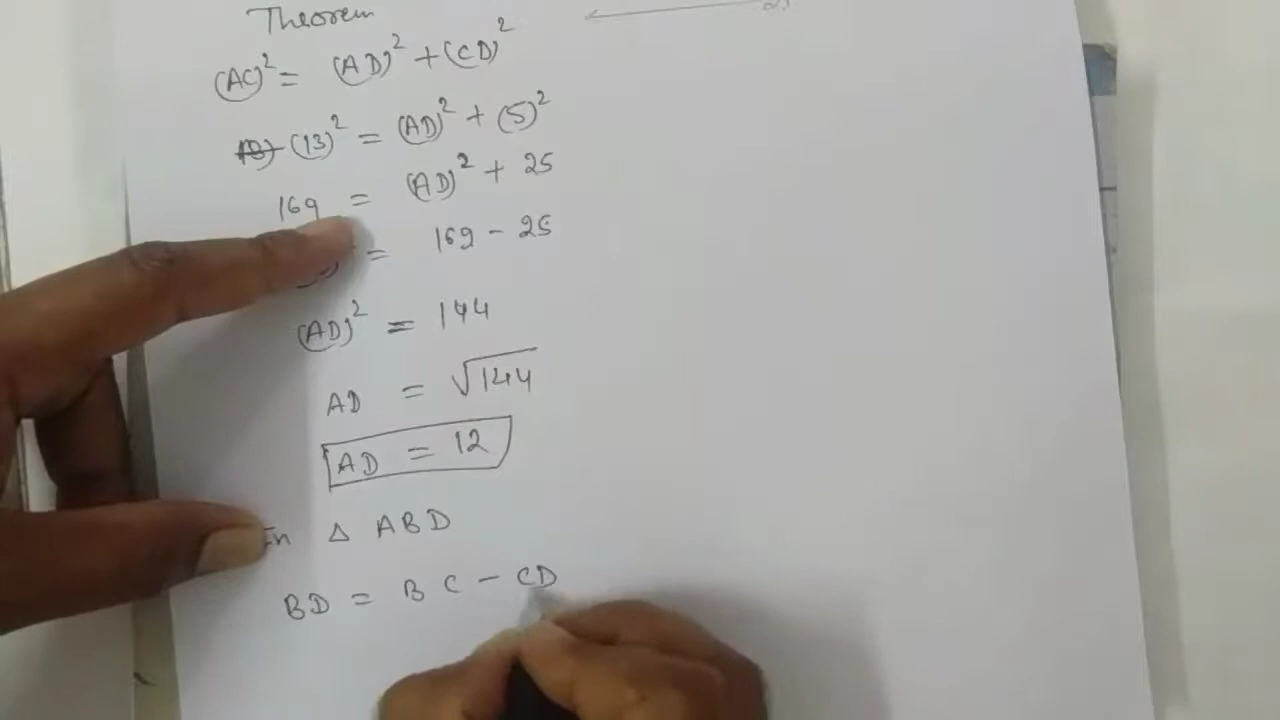 Theorem
(AC)² = (AD)² + (CD)²
(13)² = (AD)² + (5)²
169 = (AD)² + 25
= 169 - 25
(AD)² = 144
AD = √144
AD = 12
In Δ ABD
BD = BC - CD